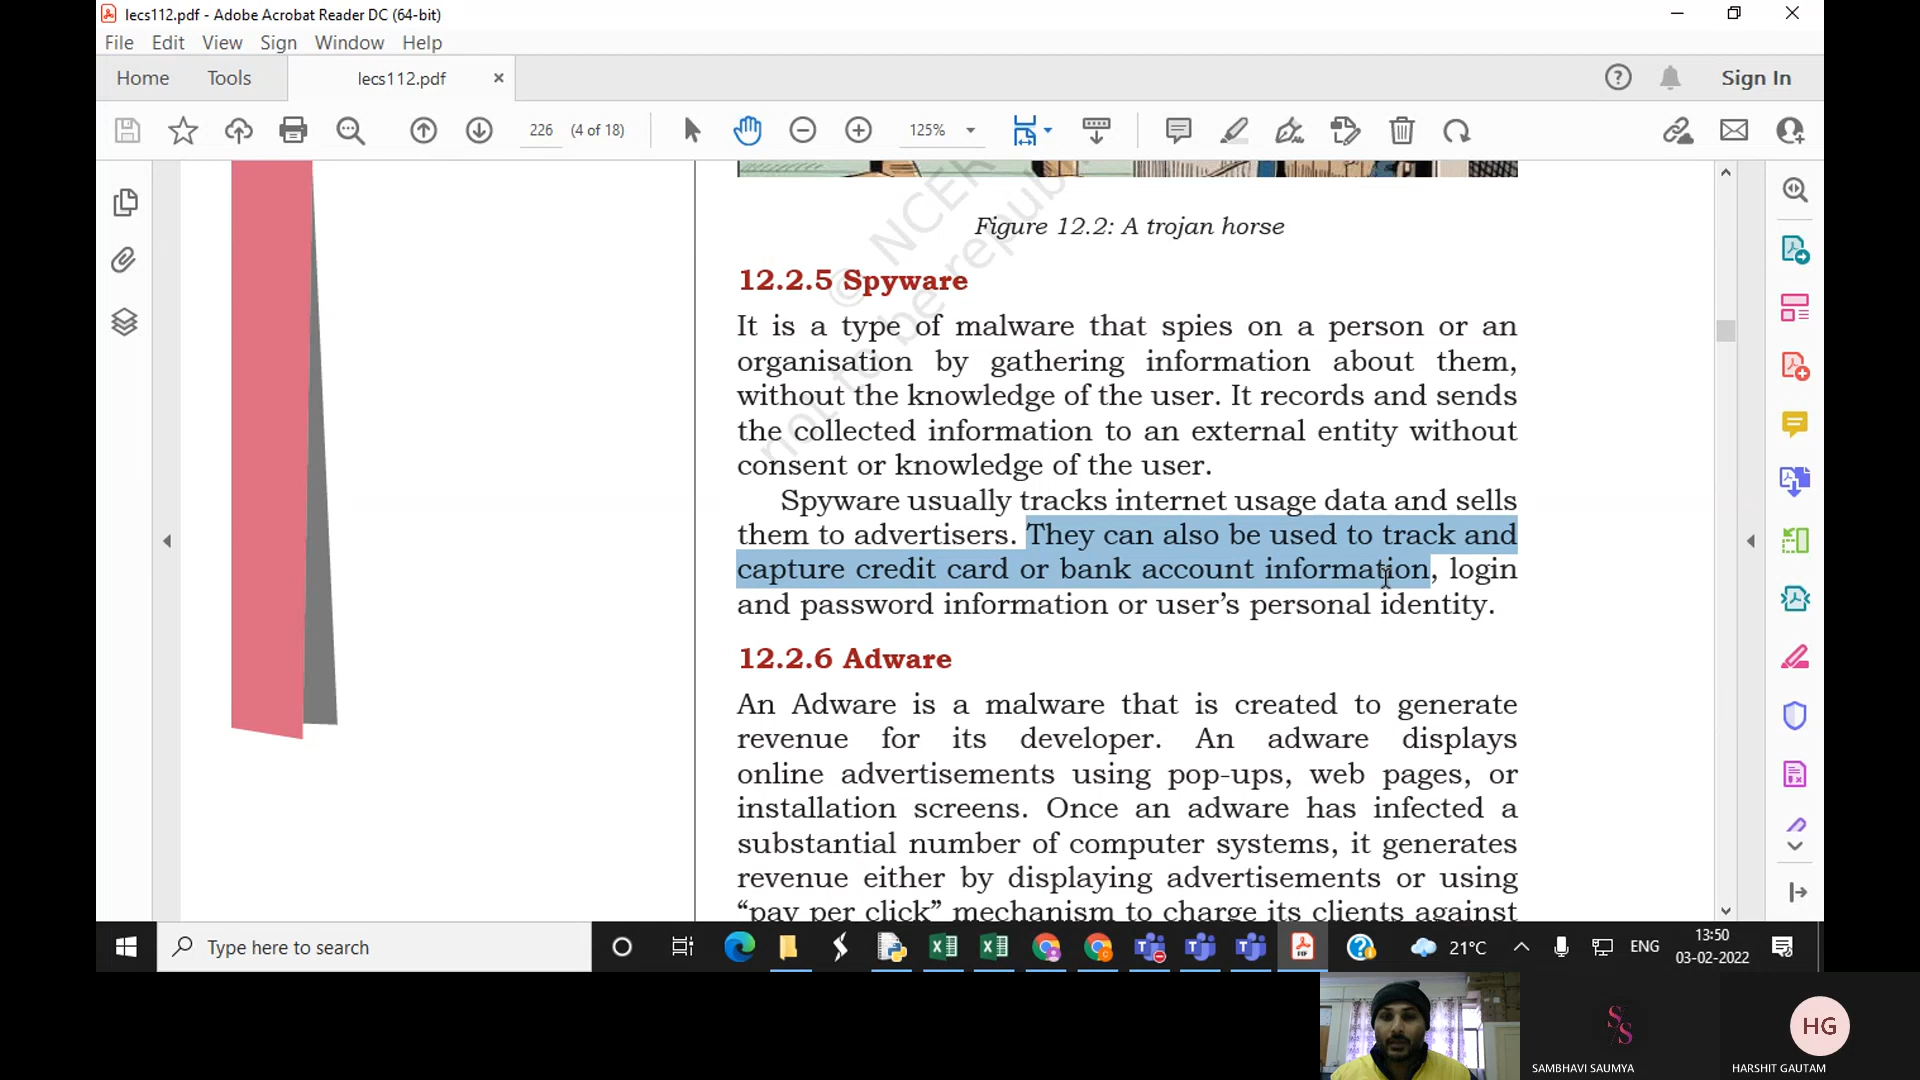 lecs112.pdf - Adobe Acrobat Reader DC (64-bit)
File Edit View Sign Window Help
Home Tools lecs112.pdf Sign In
226 (4 of 18) 125%
Figure 12.2: A trojan horse
12.2.5 Spyware
It is a type of malware that spies on a person or an
organisation by gathering information about them,
without the knowledge of the user. It records and sends
the collected information to an external entity without
consent or knowledge of the user.
Spyware usually tracks internet usage data and sells
them to advertisers. They can also be used to track and
capture credit card or bank account information, login
and password information or user’s personal identity.
12.2.6 Adware
An Adware is a malware that is created to generate
revenue for its developer. An adware displays
online advertisements using pop-ups, web pages, or
installation screens. Once an adware has infected a
substantial number of computer systems, it generates
revenue either by displaying advertisements or using
“pay per click” mechanism to charge its clients against
© NCER
not to be repub
Type here to search
21°C ENG 13:50
03-02-2022
S/S
HG
SAMBHAVI SAUMYA
HARSHIT GAUTAM